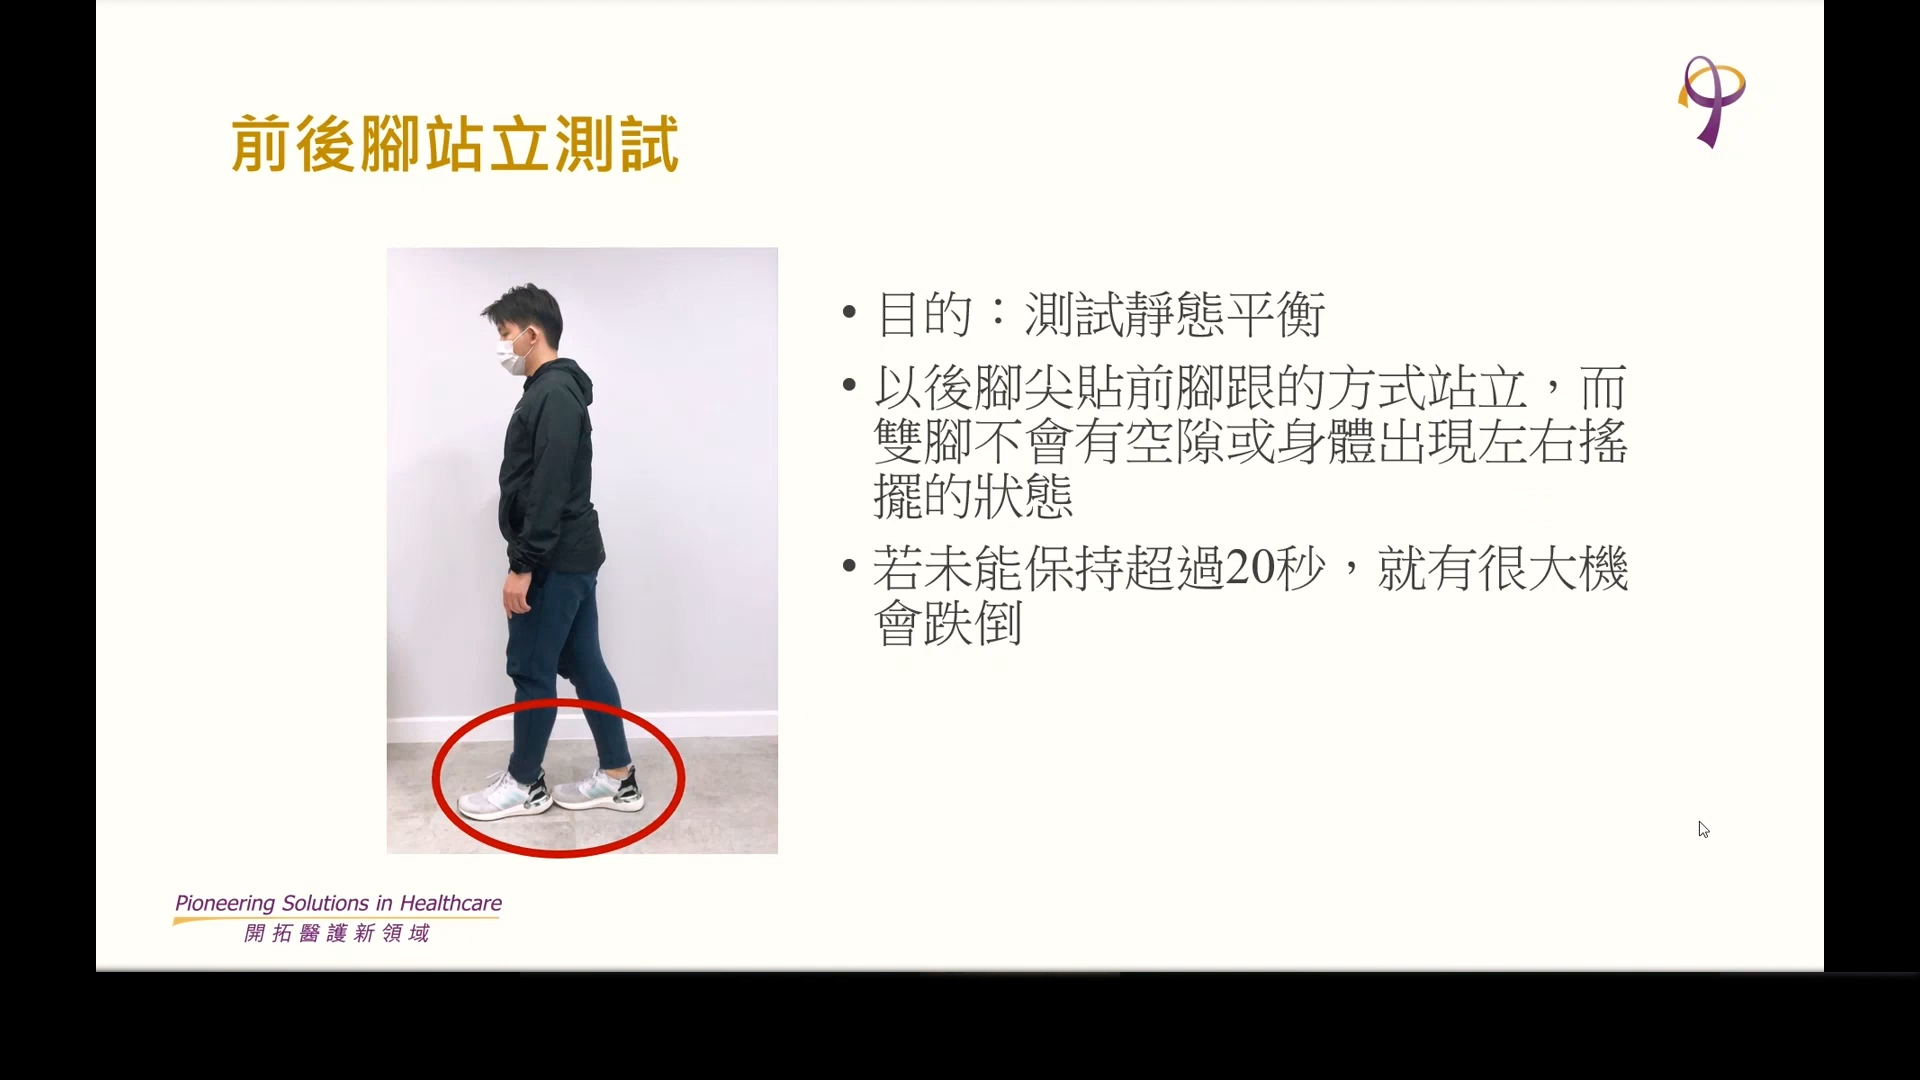 前後腳站立測試
• 目的：測試靜態平衡
• 以後腳尖貼前腳跟的方式站立，而
雙腳不會有空隙或身體出現左右搖
擺的狀態
• 若未能保持超過20秒，就有很大機
會跌倒
Pioneering Solutions in Healthcare
開拓醫護新領域